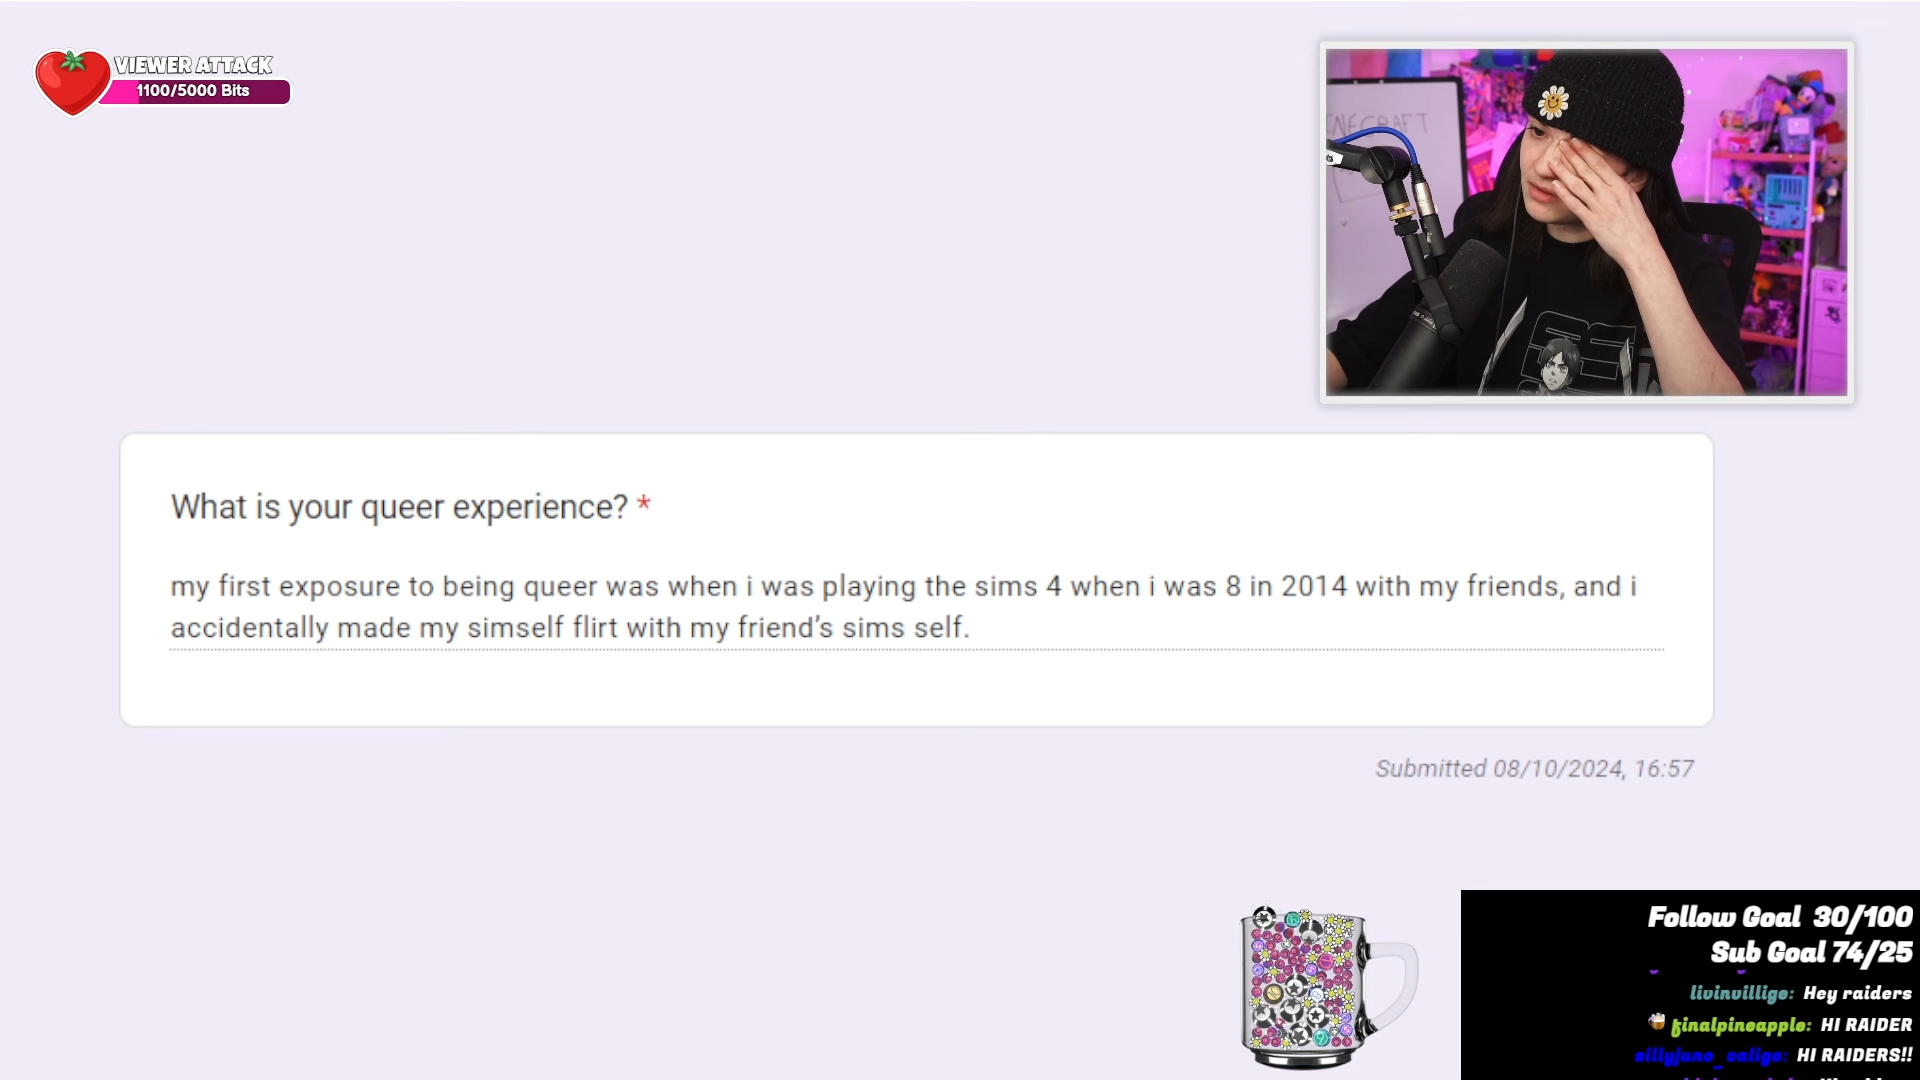 VIEWER ATTACK
1100/5000 Bits
NECRAFT
What is your queer experience? *
my first exposure to being queer was when i was playing the sims 4 when i was 8 in 2014 with my friends, and i
accidentally made my simself flirt with my friend’s sims self.
Submitted 08/10/2024, 16:57
Follow Goal 30/100
Sub Goal 74/25
livinvillige: Hey raiders
finalpineapple: HI RAIDER
sillyjuno_caligo: HI RAIDERS!!